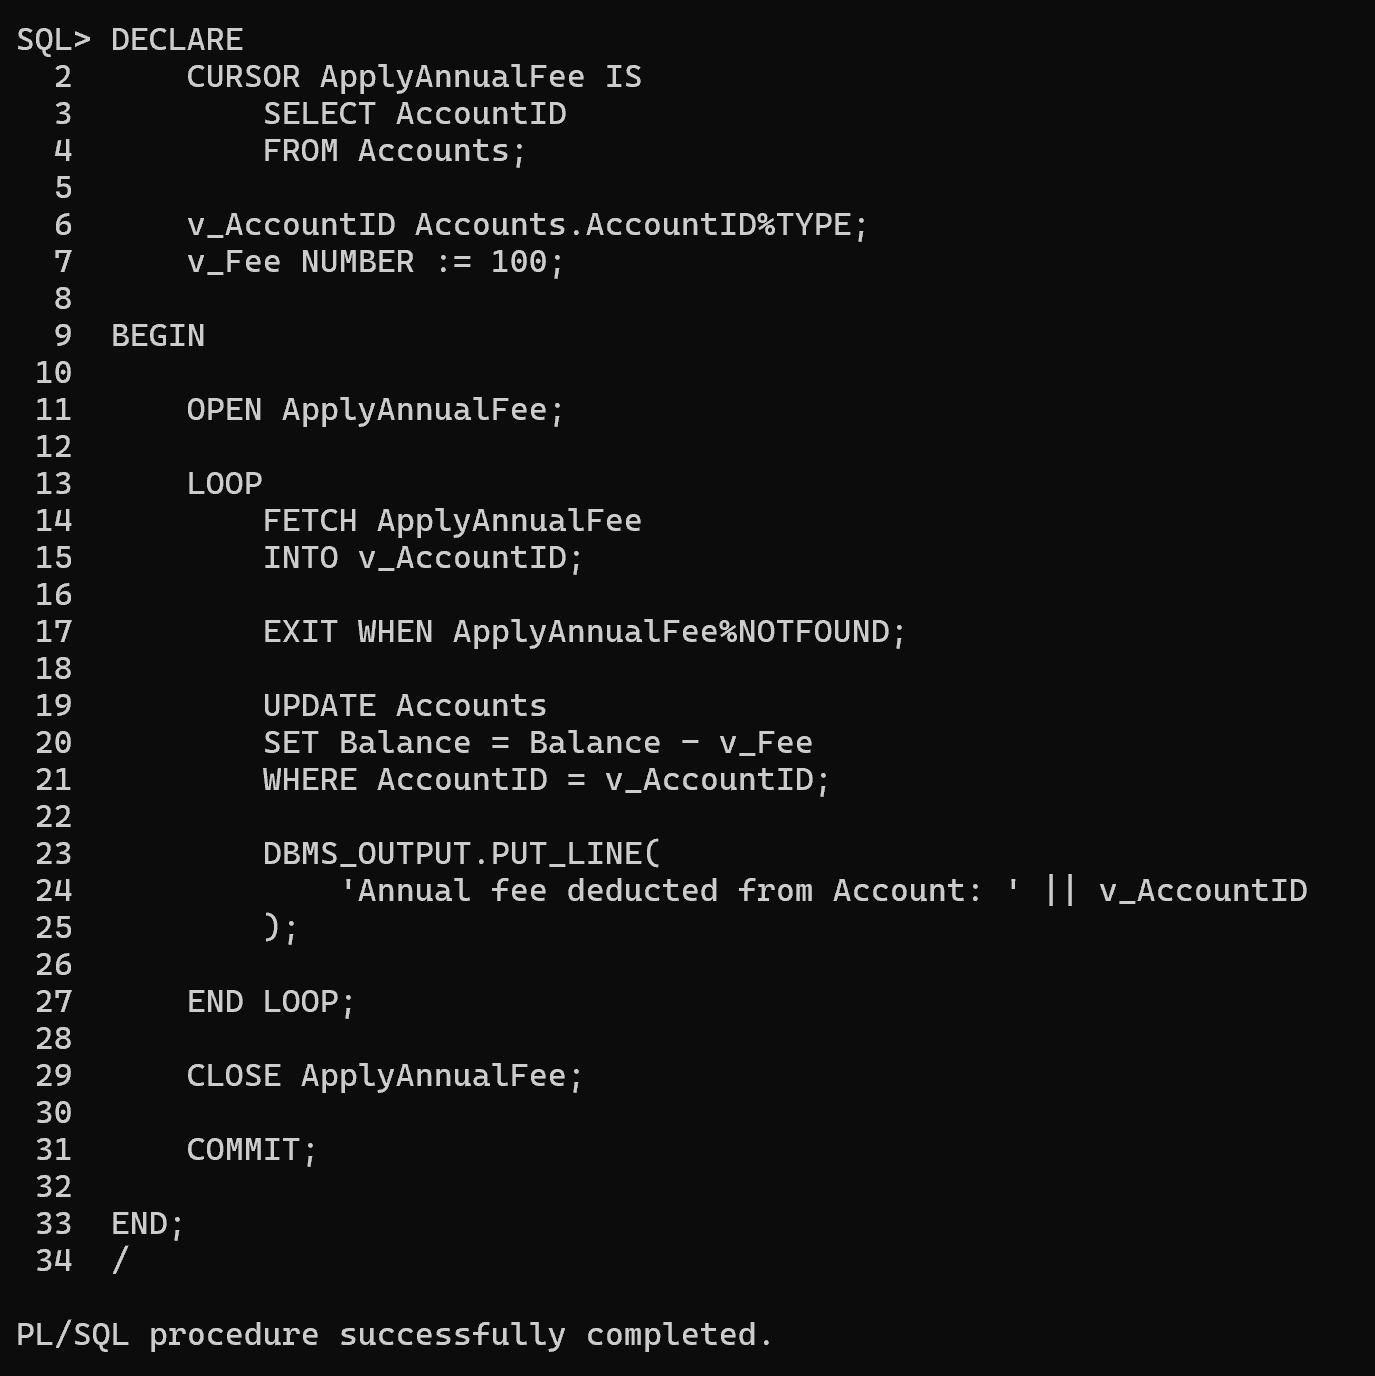 SQL> DECLARE
  2      CURSOR ApplyAnnualFee IS
  3          SELECT AccountID
  4          FROM Accounts;
  5
  6      v_AccountID Accounts.AccountID%TYPE;
  7      v_Fee NUMBER := 100;
  8
  9  BEGIN
 10
 11      OPEN ApplyAnnualFee;
 12
 13      LOOP
 14          FETCH ApplyAnnualFee
 15          INTO v_AccountID;
 16
 17          EXIT WHEN ApplyAnnualFee%NOTFOUND;
 18
 19          UPDATE Accounts
 20          SET Balance = Balance - v_Fee
 21          WHERE AccountID = v_AccountID;
 22
 23          DBMS_OUTPUT.PUT_LINE(
 24              'Annual fee deducted from Account: ' || v_AccountID
 25          );
 26
 27      END LOOP;
 28
 29      CLOSE ApplyAnnualFee;
 30
 31      COMMIT;
 32
 33  END;
 34  /

PL/SQL procedure successfully completed.